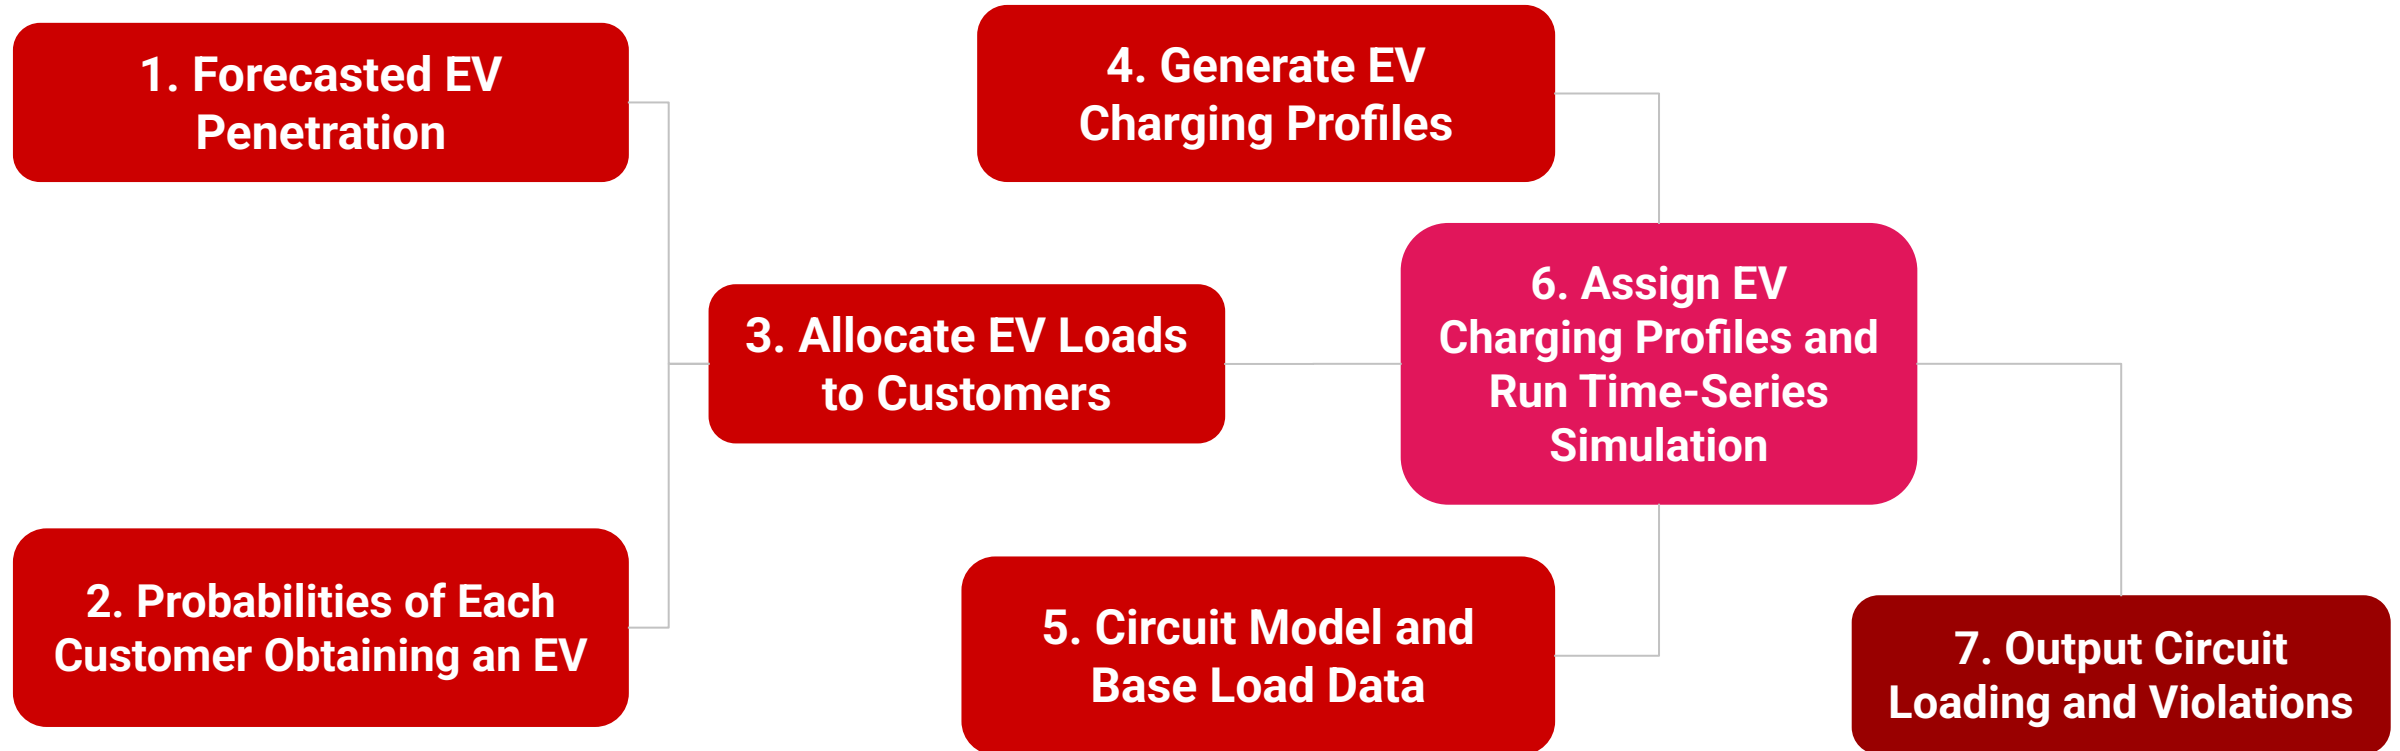 1. Forecasted EV
Penetration
2. Probabilities of Each
Customer Obtaining an EV
3. Allocate EV Loads
to Customers
4. Generate EV
Charging Profiles
5. Circuit Model and
Base Load Data
6. Assign EV
Charging Profiles and
Run Time-Series
Simulation
7. Output Circuit
Loading and Violations